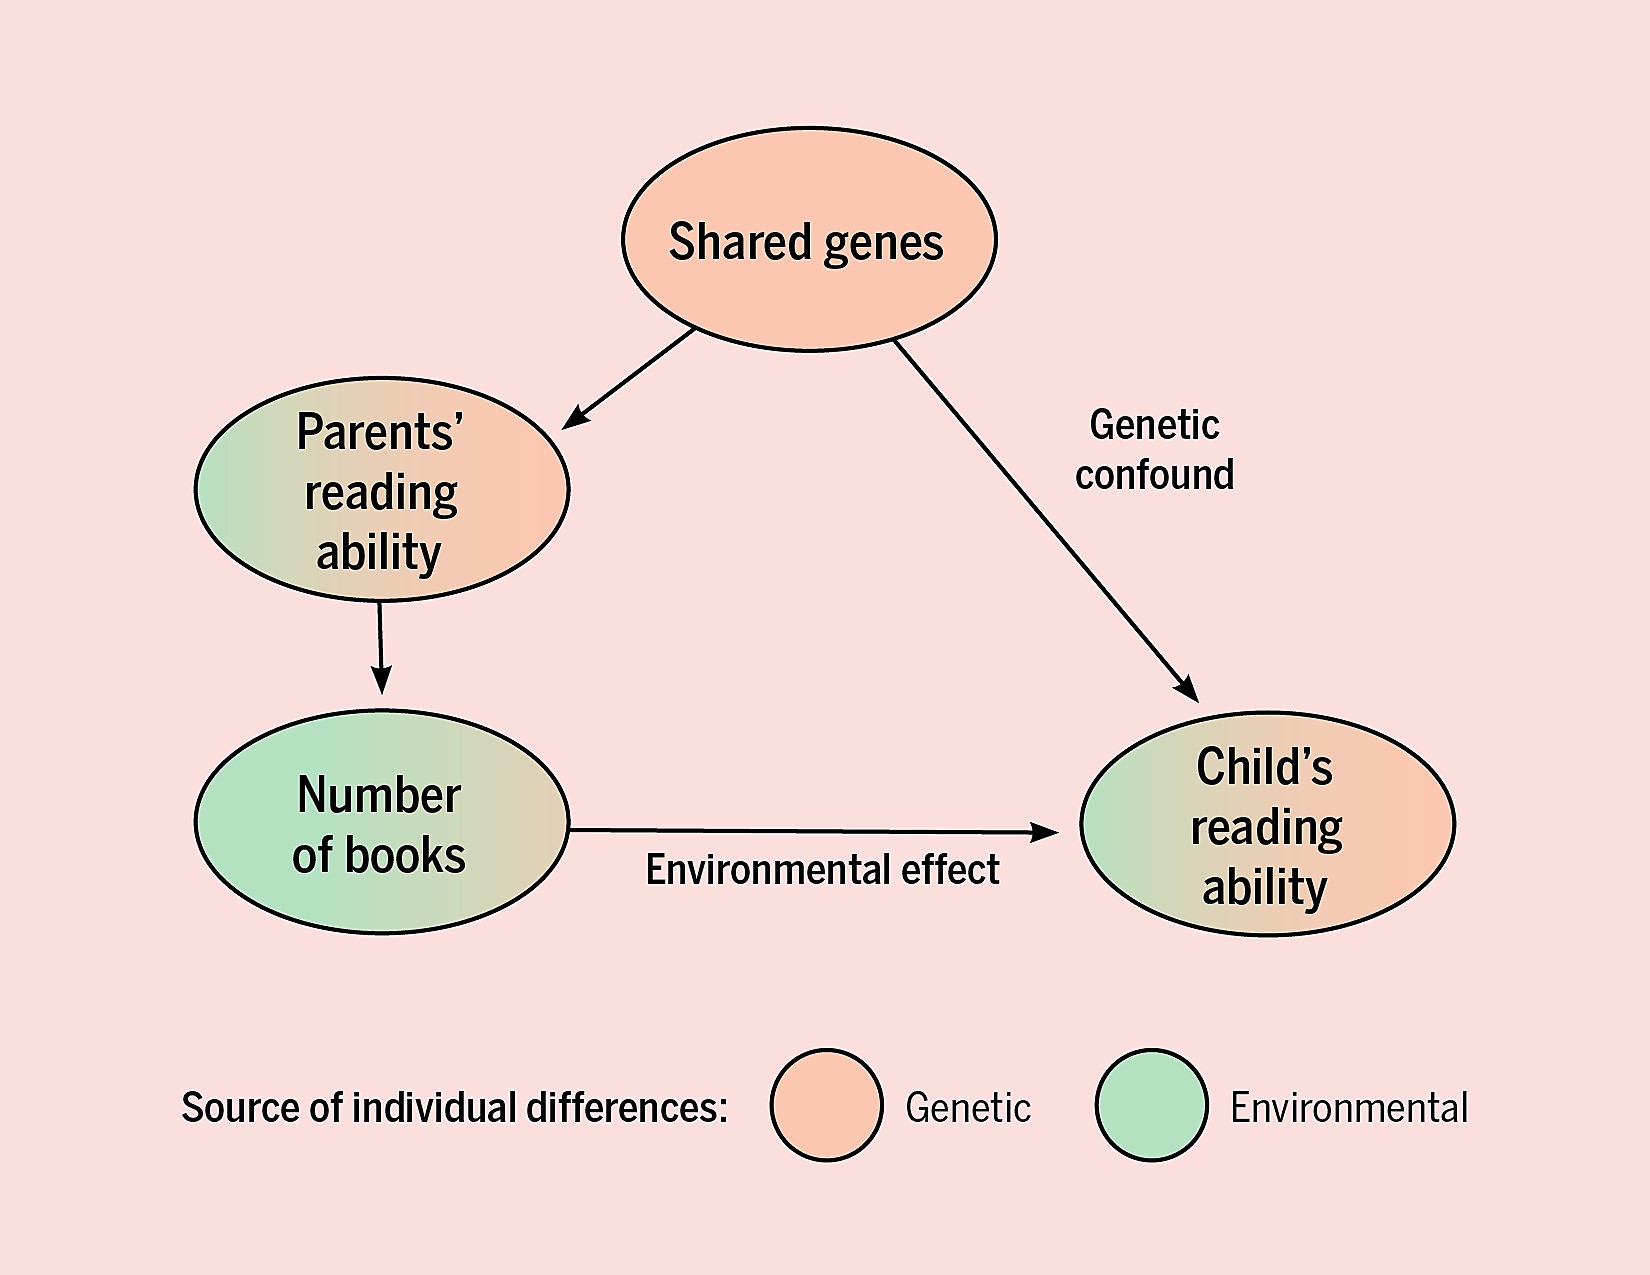 Shared genes
Parents’
reading
ability
Genetic
confound
Number
of books
Environmental effect
Child’s
reading
ability
Source of individual differences:
Genetic
Environmental